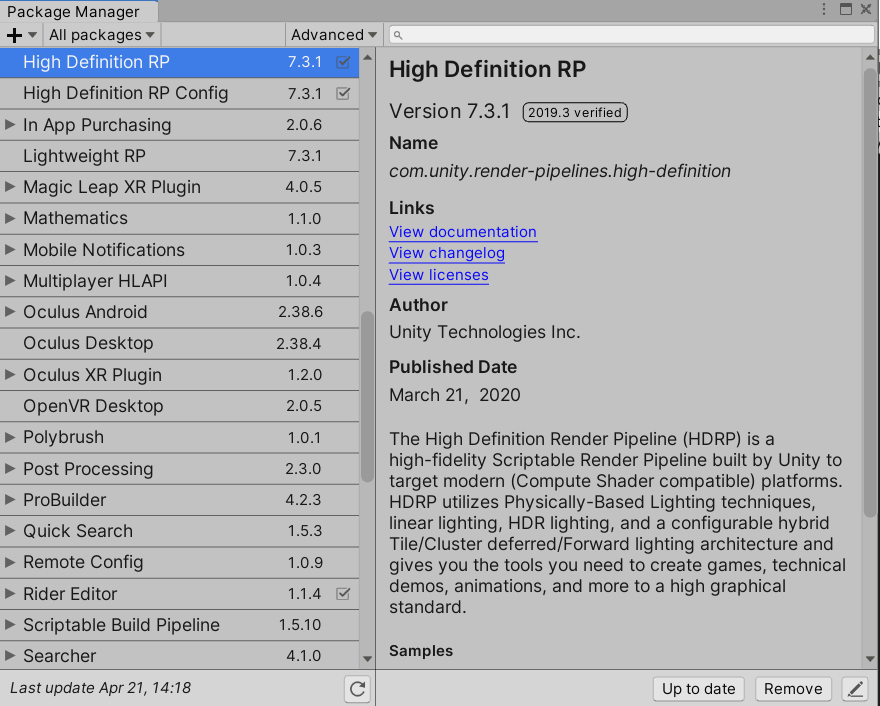 Package Manager
All packages
Advanced
High Definition RP 7.3.1
High Definition RP Config 7.3.1
In App Purchasing 2.0.6
Lightweight RP 7.3.1
Magic Leap XR Plugin 4.0.5
Mathematics 1.1.0
Mobile Notifications 1.0.3
Multiplayer HLAPI 1.0.4
Oculus Android 2.38.6
Oculus Desktop 2.38.4
Oculus XR Plugin 1.2.0
OpenVR Desktop 2.0.5
Polybrush 1.0.1
Post Processing 2.3.0
ProBuilder 4.2.3
Quick Search 1.5.3
Remote Config 1.0.9
Rider Editor 1.1.4
Scriptable Build Pipeline 1.5.10
Searcher 4.1.0
Last update Apr 21, 14:18
High Definition RP
Version 7.3.1 2019.3 verified
Name
com.unity.render-pipelines.high-definition
Links
View documentation
View changelog
View licenses
Author
Unity Technologies Inc.
Published Date
March 21, 2020
The High Definition Render Pipeline (HDRP) is a
high-fidelity Scriptable Render Pipeline built by Unity to
target modern (Compute Shader compatible) platforms.
HDRP utilizes Physically-Based Lighting techniques,
linear lighting, HDR lighting, and a configurable hybrid
Tile/Cluster deferred/Forward lighting architecture and
gives you the tools you need to create games, technical
demos, animations, and more to a high graphical
standard.
Samples
Up to date
Remove